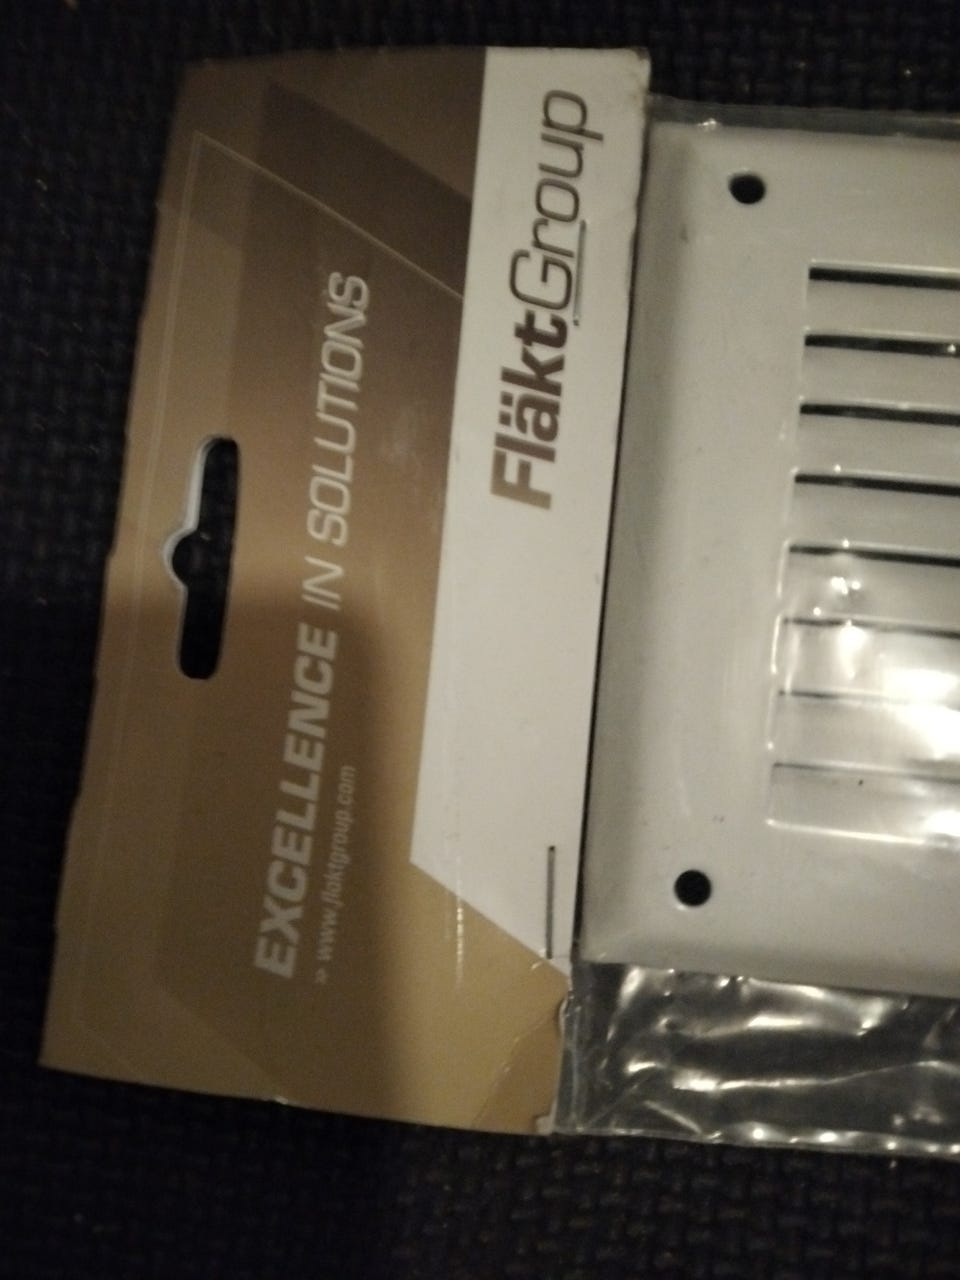 EXCELLENCE IN SOLUTIONS
» www.flaktgroup.com
FläktGroup